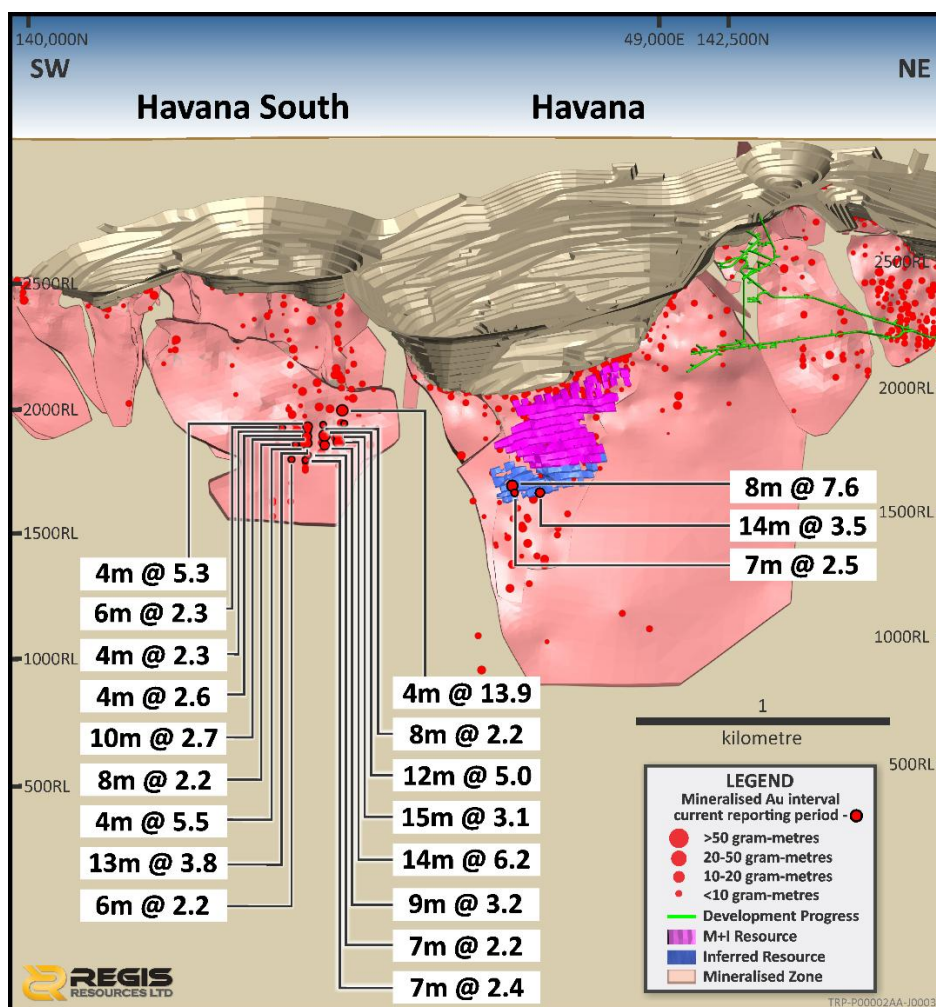 140,000N
49,000E 142,500N
SW
NE
Havana South
Havana
2500RL
2500RL
2000RL
2000RL
1500RL
1500RL
1000RL
1000RL
500RL
500RL
8m @ 7.6
14m @ 3.5
7m @ 2.5
4m @ 5.3
6m @ 2.3
4m @ 2.3
4m @ 2.6
10m @ 2.7
8m @ 2.2
4m @ 5.5
13m @ 3.8
6m @ 2.2
4m @ 13.9
8m @ 2.2
12m @ 5.0
15m @ 3.1
14m @ 6.2
9m @ 3.2
7m @ 2.2
7m @ 2.4
1
kilometre
LEGEND
Mineralised Au interval
current reporting period -
>50 gram-metres
20-50 gram-metres
10-20 gram-metres
<10 gram-metres
Development Progress
M+I Resource
Inferred Resource
Mineralised Zone
REGIS
RESOURCES LTD
TRP-P00002AA-J0003